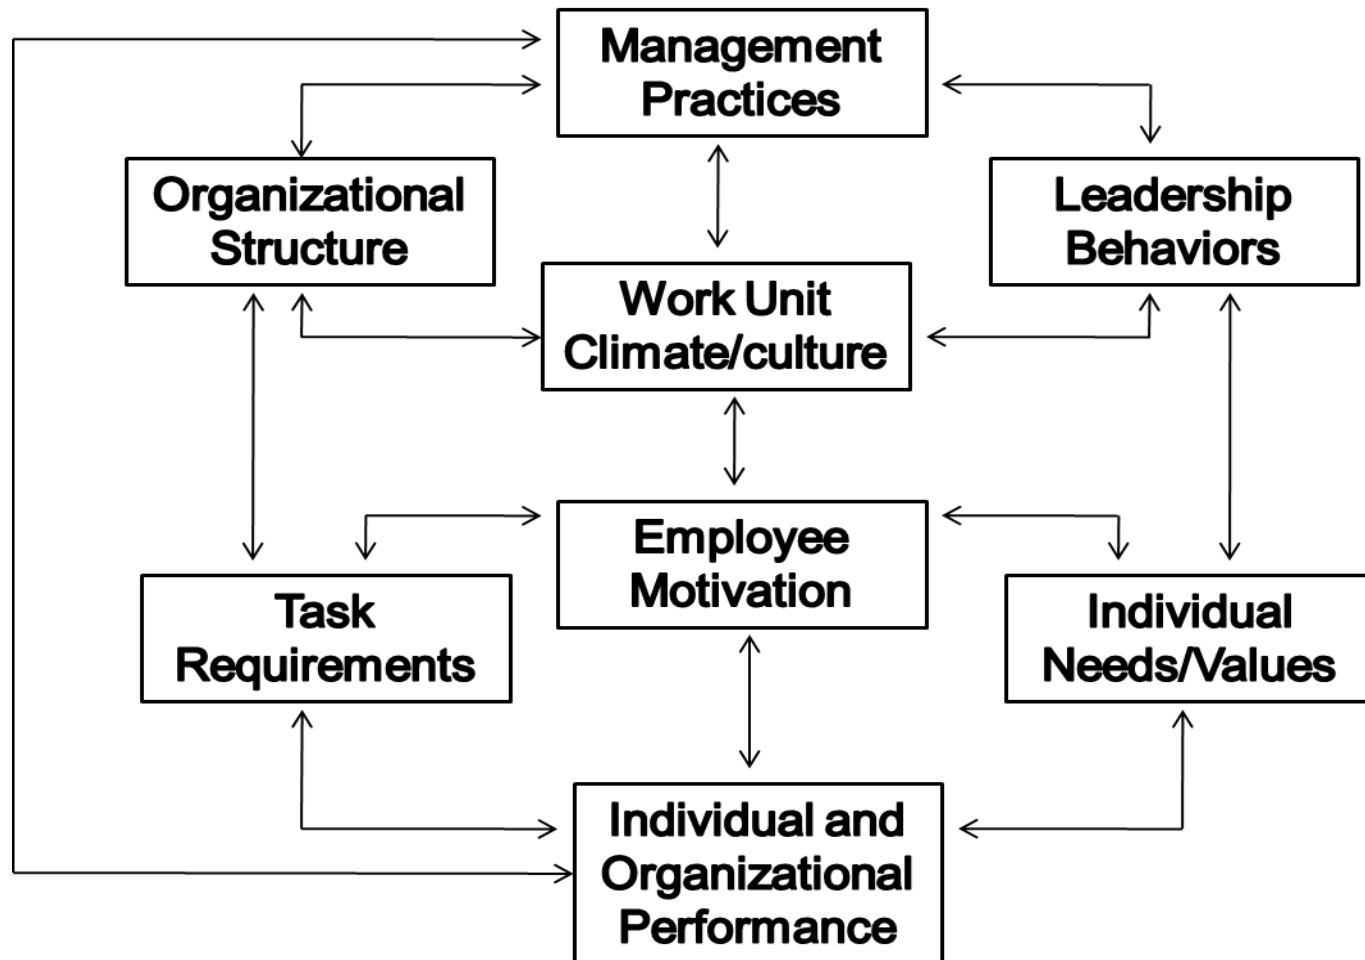 Management
Practices
Organizational
Structure
Leadership
Behaviors
Work Unit
Climate/culture
Employee
Motivation
Task
Requirements
Individual
Needs/Values
Individual and
Organizational
Performance